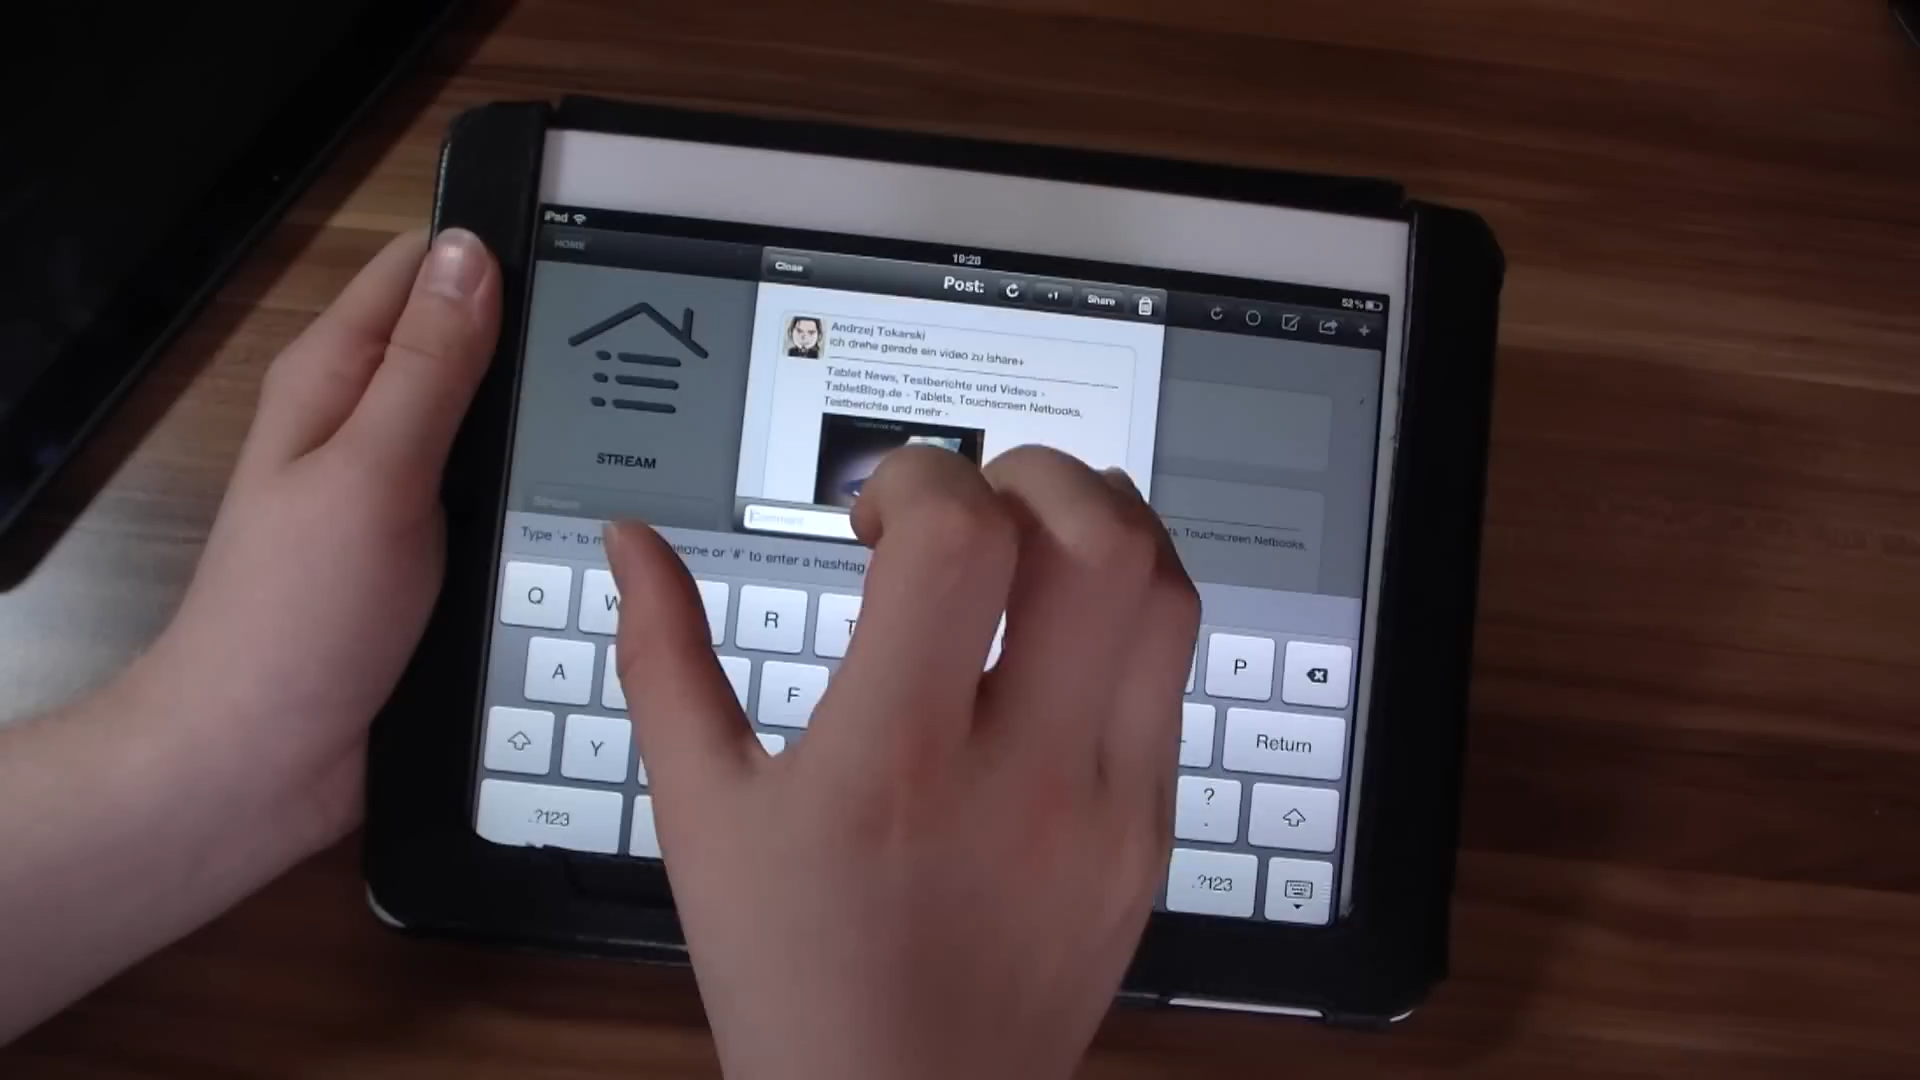 iPad
19:28
52%
HOME
Close
Post:
+1
Share
Andrzej Tokarski
ich drehe gerade ein video zu ishare+
Tablet News, Testberichte und Videos -
TabletBlog.de - Tablets, Touchscreen Netbooks,
Testberichte und mehr -
STREAM
Comment
Touchscreen Netbooks,
Type '+' to m
eone or '#' to enter a hashtag
Q W R T P
A F
Return
Y
?
.
.?123
.?123